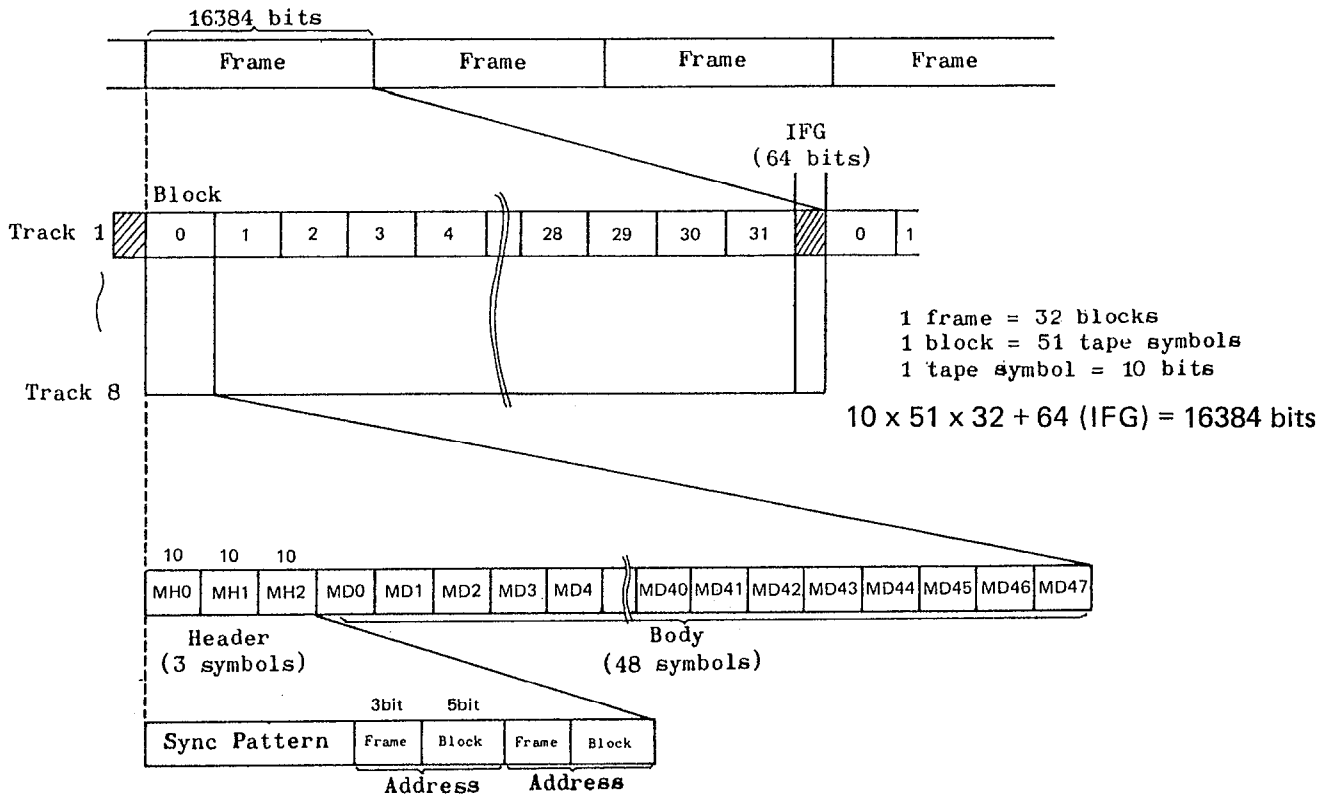 16384 bits
Frame Frame Frame Frame
IFG
(64 bits)
Block
Track 1 0 1 2 3 4 28 29 30 31 0 1
1 frame = 32 blocks
1 block = 51 tape symbols
1 tape symbol = 10 bits
Track 8
10 x 51 x 32 + 64 (IFG) = 16384 bits
10 10 10
MH0 MH1 MH2 MD0 MD1 MD2 MD3 MD4 MD40 MD41 MD42 MD43 MD44 MD45 MD46 MD47
Header Body
(3 symbols) (48 symbols)
3bit 5bit
Sync Pattern Frame Block Frame Block
Address Address